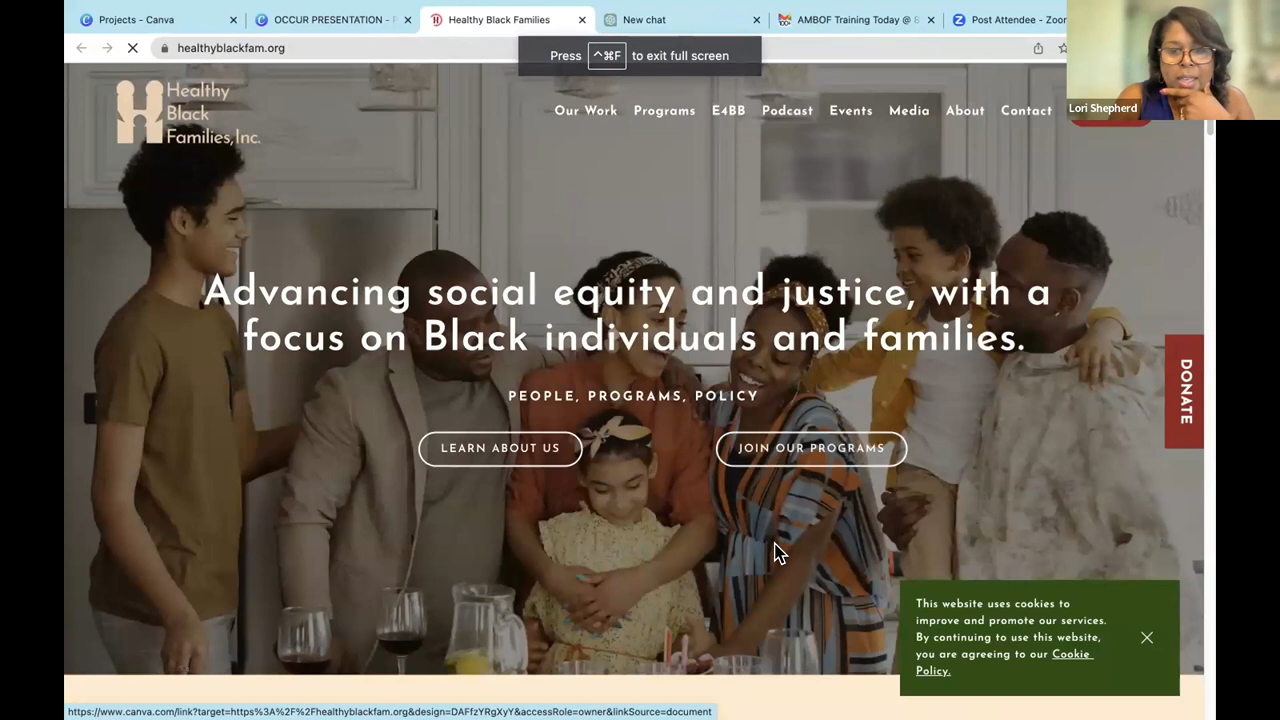 Projects - Canva
OCCUR PRESENTATION - P
Healthy Black Families
New chat
AMBOF Training Today @ 8
Post Attendee - Zoom
healthyblackfam.org
Press ^⌘F to exit full screen
Lori Shepherd
Healthy
Black
Families,Inc.
Our Work Programs E4BB Podcast Events Media About Contact
Advancing social equity and justice, with a
focus on Black individuals and families.
PEOPLE, PROGRAMS, POLICY
LEARN ABOUT US
JOIN OUR PROGRAMS
DONATE
This website uses cookies to
improve and promote our services.
By continuing to use this website,
you are agreeing to our Cookie
Policy.
https://www.canva.com/link?target=https%3A%2F%2Fhealthyblackfam.org&design=DAFfzYRgXyY&accessRole=owner&linkSource=document